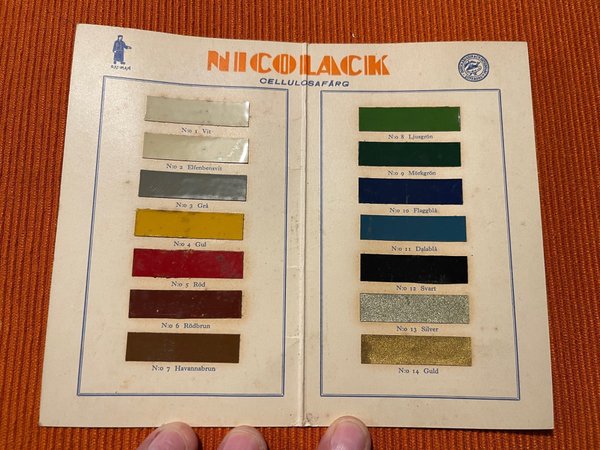 NICOLACK
CELLULOSAFÄRG
N:o 1 Vit
N:o 2 Elfenbensvit
N:o 3 Grå
N:o 4 Gul
N:o 5 Röd
N:o 6 Rödbrun
N:o 7 Havannabrun
N:o 8 Ljusgrön
N:o 9 Mörkgrön
N:o 10 Flaggblå
N:o 11 Dalablå
N:o 12 Svart
N:o 13 Silver
N:o 14 Guld